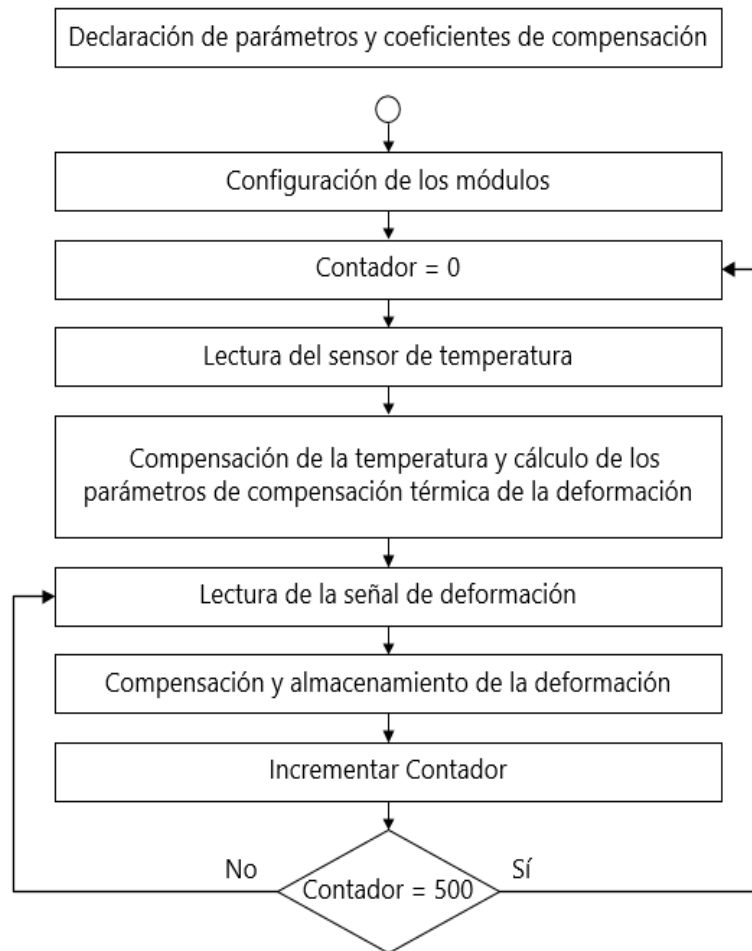 Declaración de parámetros y coeficientes de compensación
Configuración de los módulos
Contador = 0
Lectura del sensor de temperatura
Compensación de la temperatura y cálculo de los
parámetros de compensación térmica de la deformación
Lectura de la señal de deformación
Compensación y almacenamiento de la deformación
Incrementar Contador
No
Sí
Contador = 500